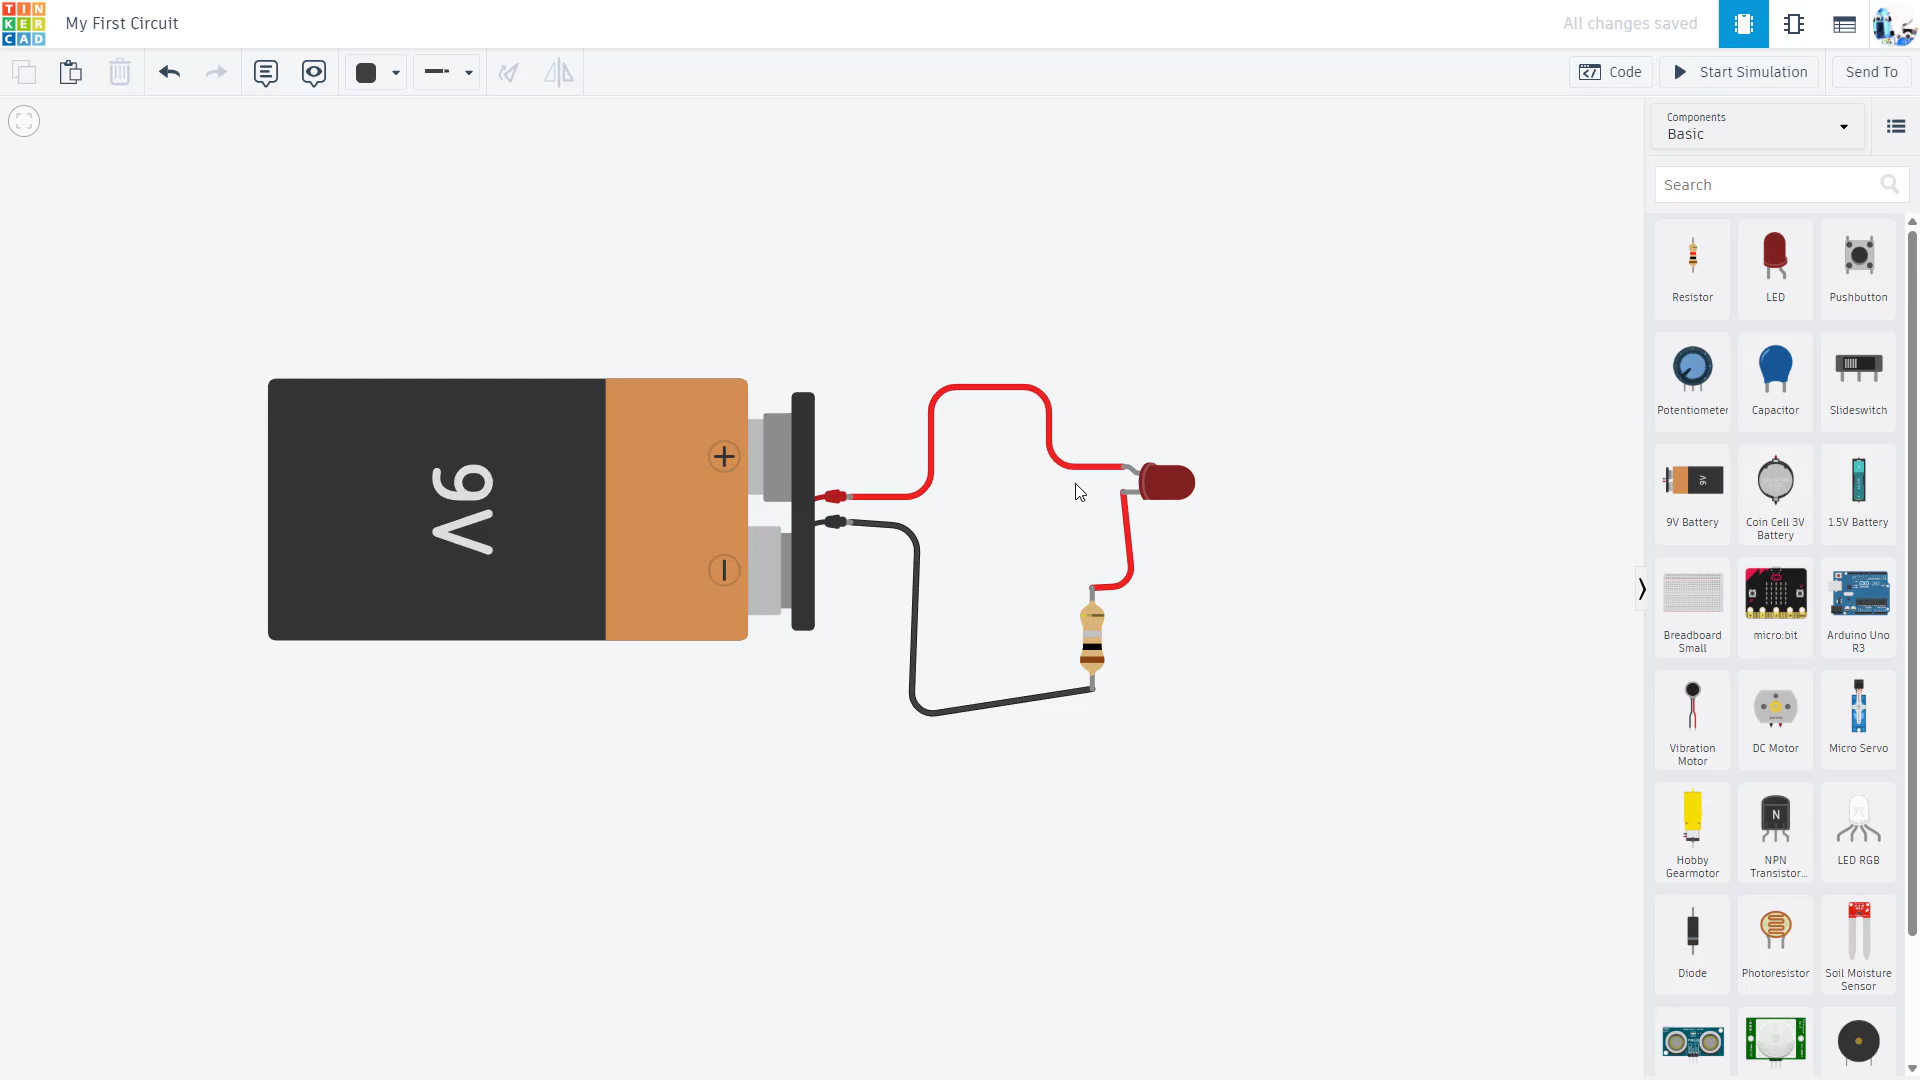 TIN
KER
CAD
My First Circuit
All changes saved
Code
Start Simulation
Send To
Components
Basic
Search
Resistor
LED
Pushbutton
Potentiometer
Capacitor
Slideswitch
9V
9V Battery
Coin Cell 3V
Battery
1.5V Battery
9V
+
Breadboard
Small
micro:bit
Arduino Uno
R3
Vibration
Motor
DC Motor
Micro Servo
N
Hobby
Gearmotor
NPN
Transistor...
LED RGB
Diode
Photoresistor
Soil Moisture
Sensor